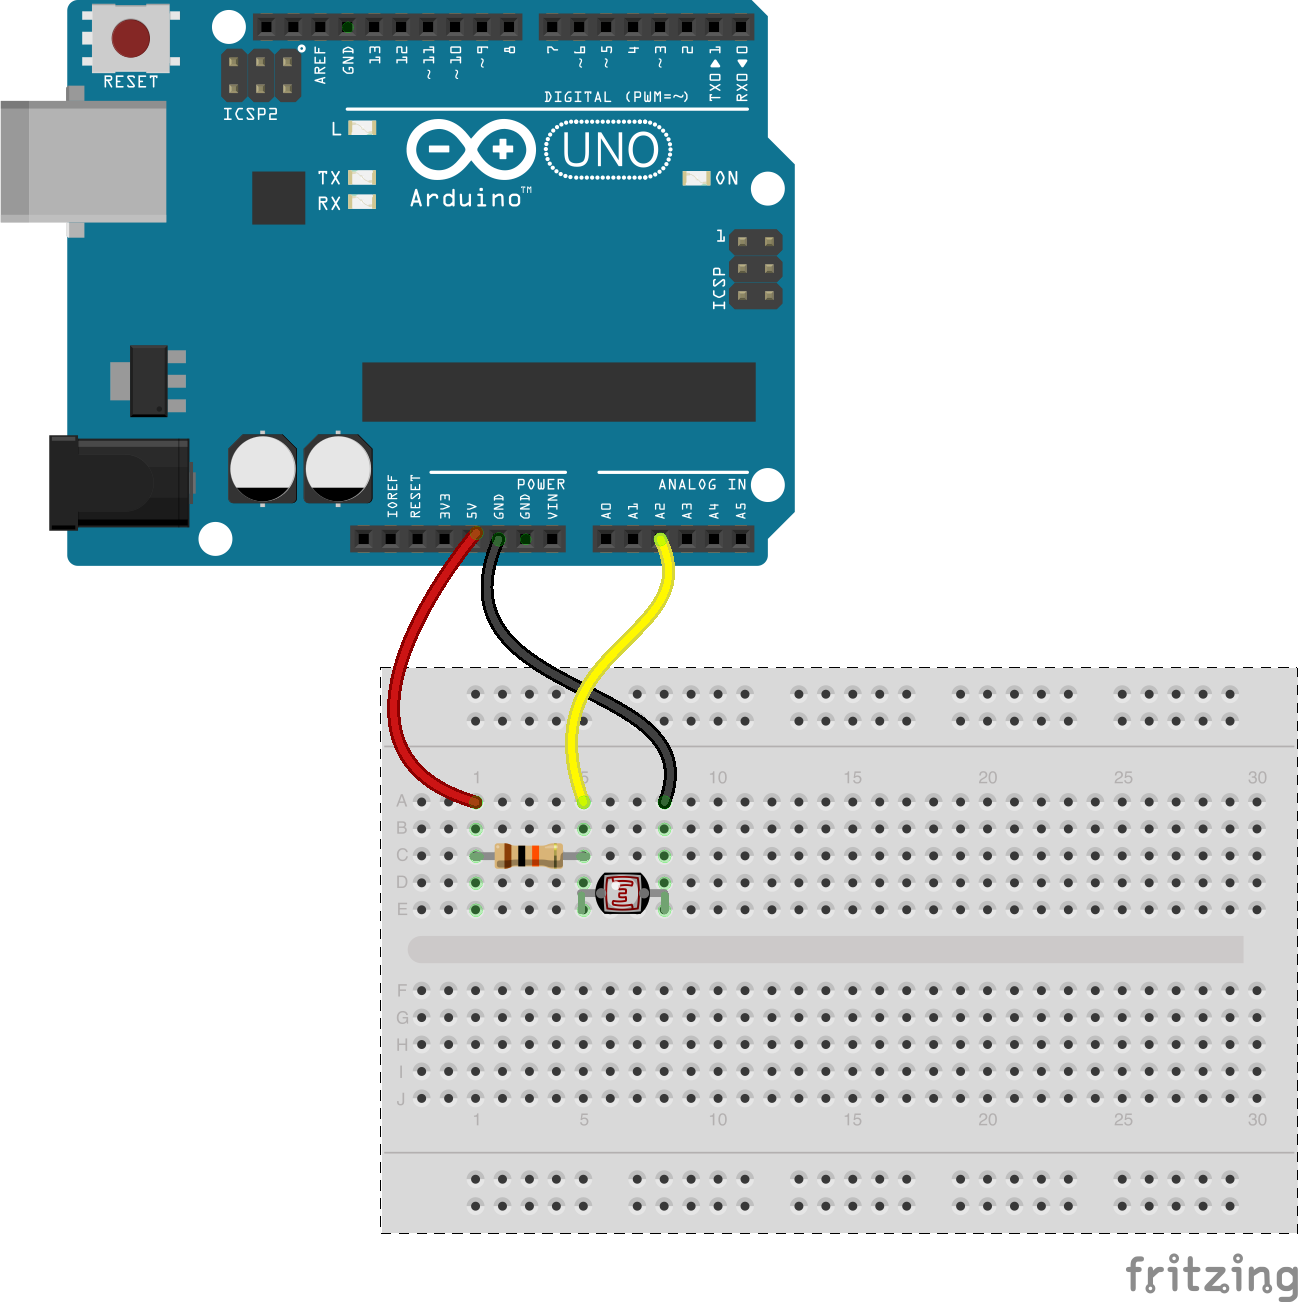 RESET
ICSP2
AREF
GND
13
12
~11
~10
~9
8
7
~6
~5
4
~3
2
TX0▶1
RX0◀0
DIGITAL (PWM=~)
L
TX
RX
Arduino™
UNO
ON
1
ICSP
IOREF
RESET
3V3
5V
GND
GND
VIN
POWER
A0
A1
A2
A3
A4
A5
ANALOG IN
1 5 10 15 20 25 30
A
B
C
D
E
F
G
H
I
J
1 5 10 15 20 25 30
fritzing